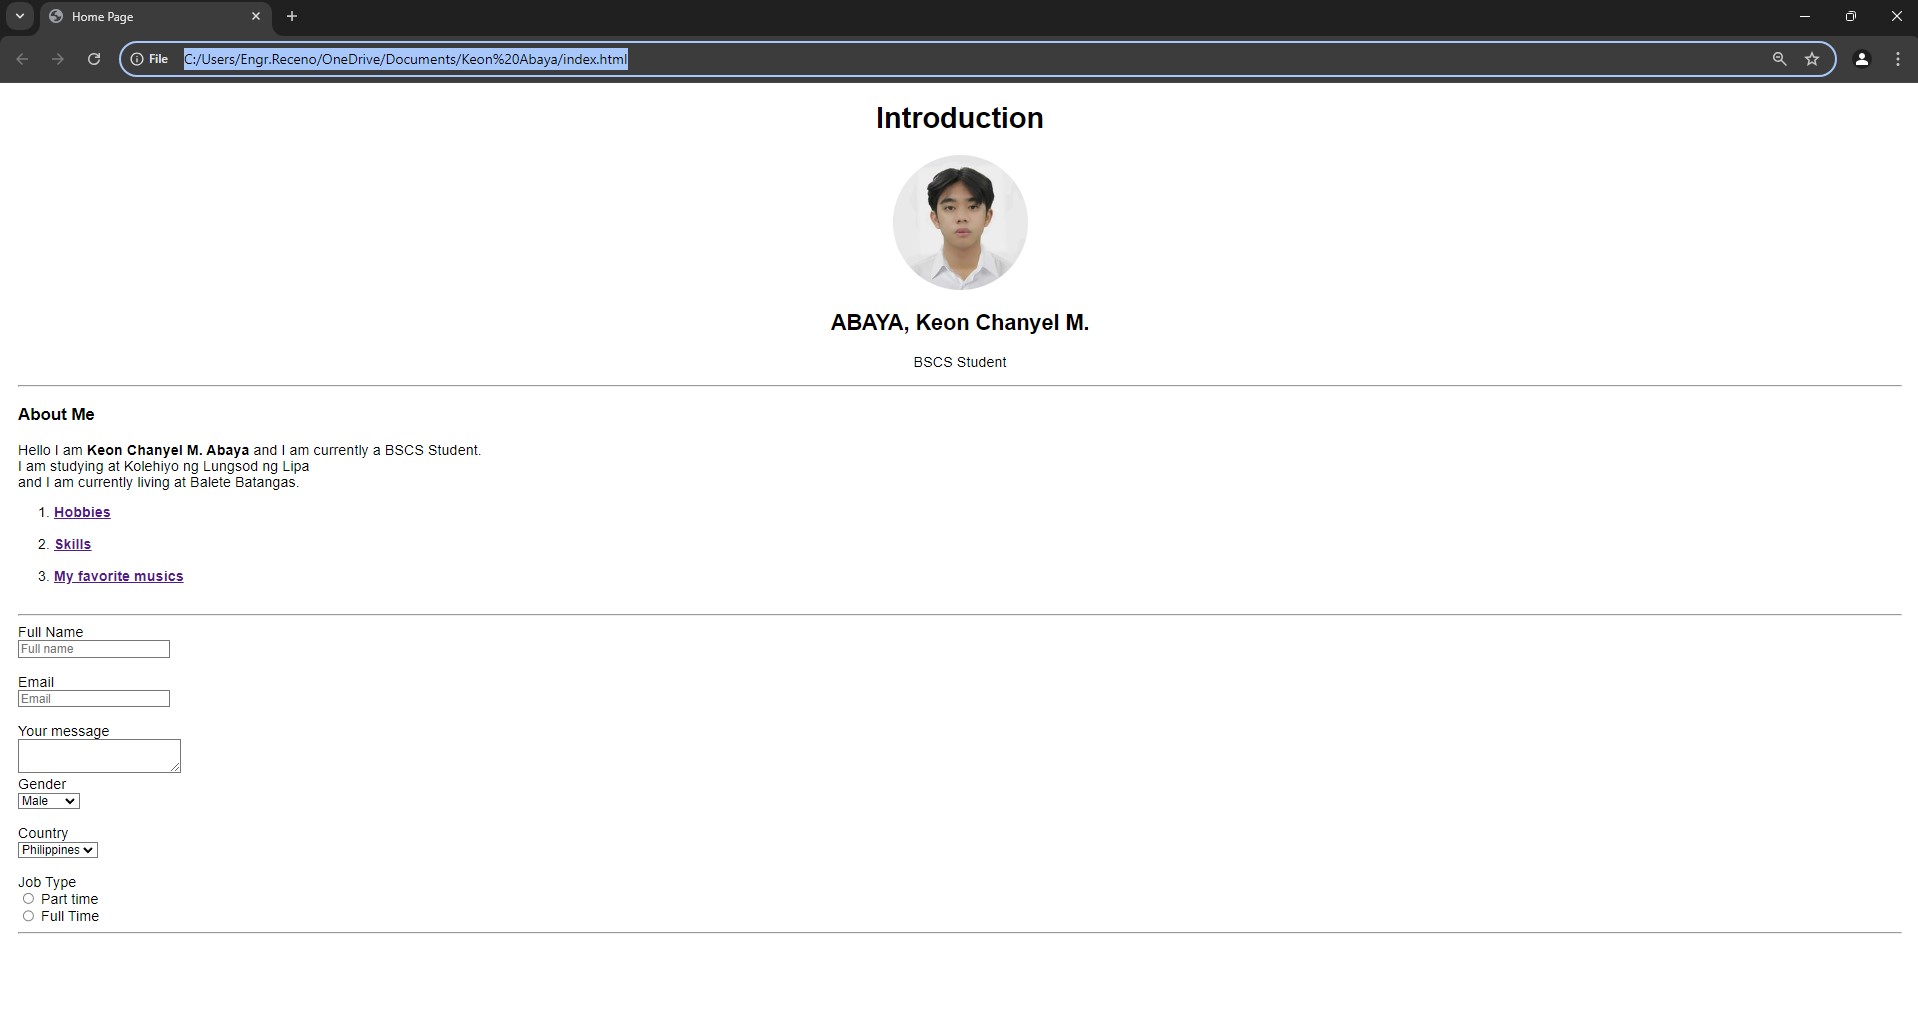 Home Page
File
C:/Users/Engr.Receno/OneDrive/Documents/Keon%20Abaya/index.html
Introduction
ABAYA, Keon Chanyel M.
BSCS Student
About Me
Hello I am Keon Chanyel M. Abaya and I am currently a BSCS Student.
I am studying at Kolehiyo ng Lungsod ng Lipa
and I am currently living at Balete Batangas.
1. Hobbies
2. Skills
3. My favorite musics
Full Name
Full name
Email
Email
Your message
Gender
Male
Country
Philippines
Job Type
Part time
Full Time